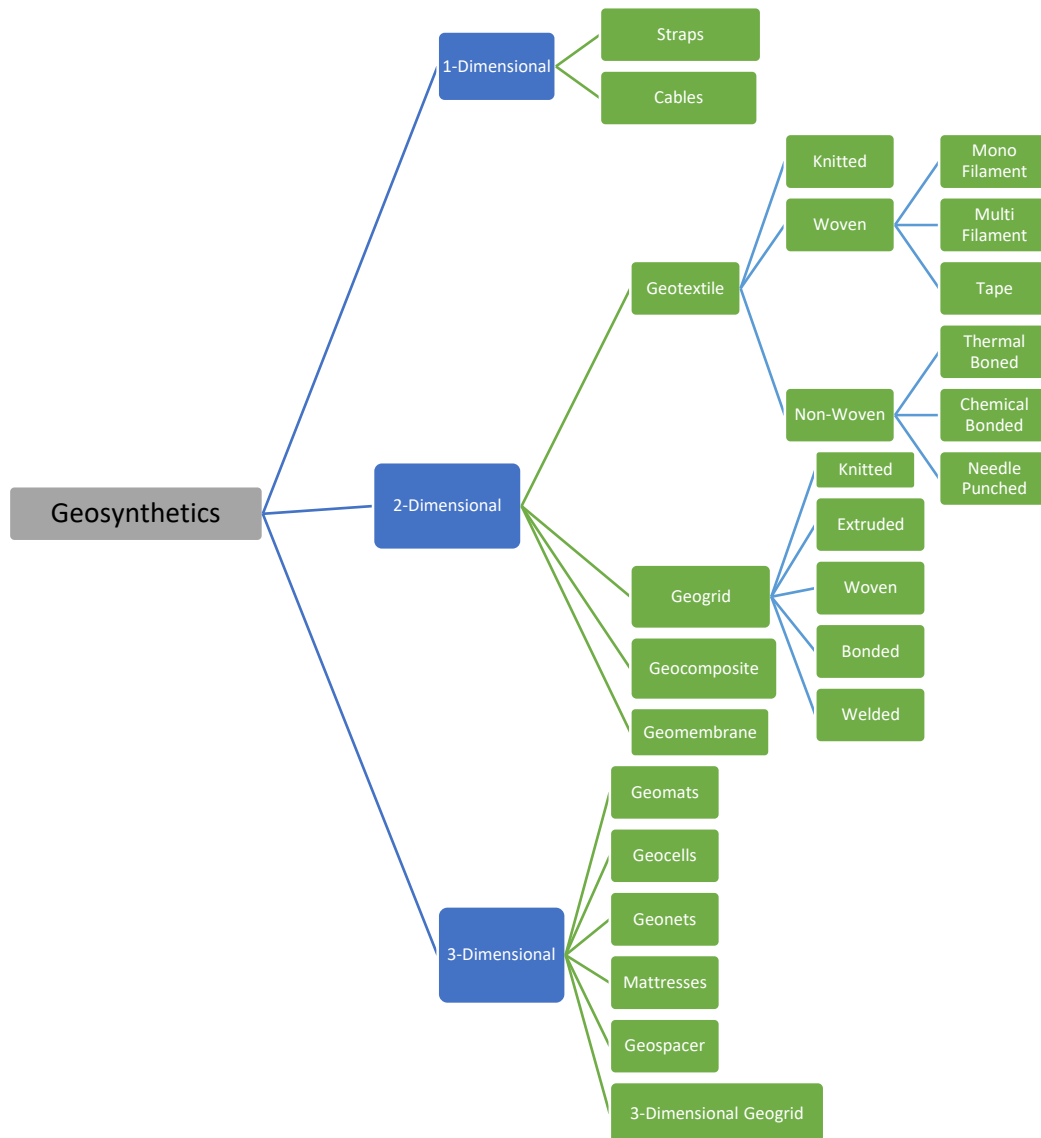 Geosynthetics
1-Dimensional
Straps
Cables
2-Dimensional
Geotextile
Knitted
Woven
Mono
Filament
Multi
Filament
Tape
Non-Woven
Thermal
Boned
Chemical
Bonded
Needle
Punched
Geogrid
Knitted
Extruded
Woven
Bonded
Welded
Geocomposite
Geomembrane
3-Dimensional
Geomats
Geocells
Geonets
Mattresses
Geospacer
3-Dimensional Geogrid